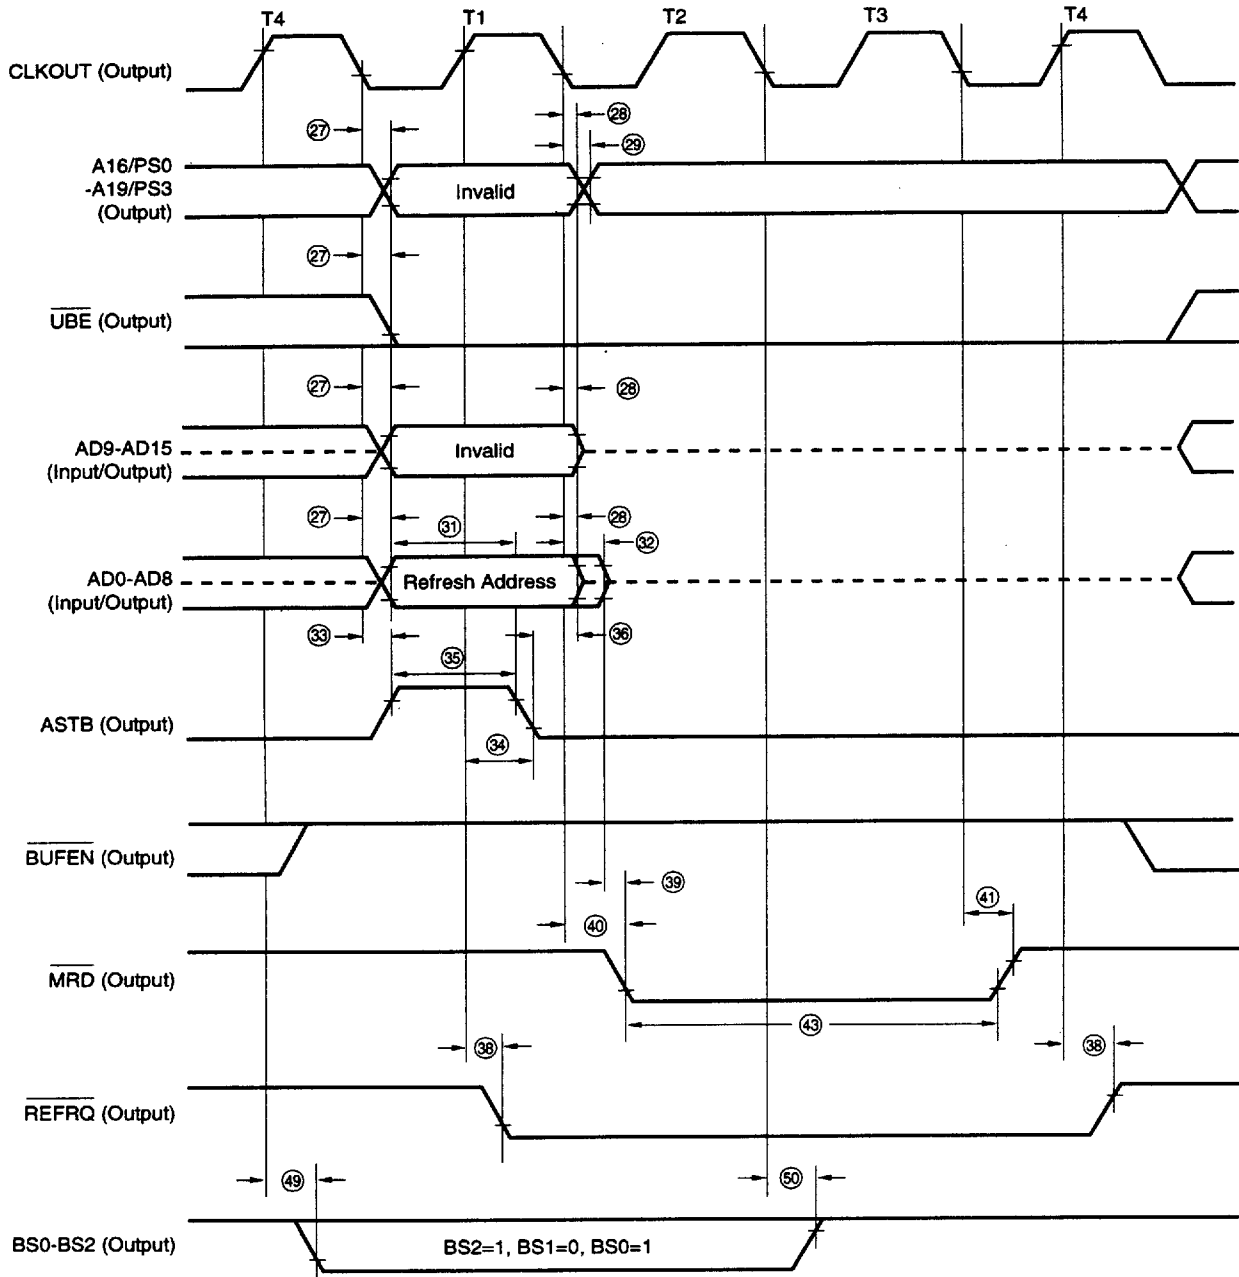 T4 T1 T2 T3 T4
CLKOUT (Output)
28
27 29
A16/PS0
-A19/PS3
(Output)
Invalid
27
UBE (Output)
27 28
AD9-AD15
(Input/Output)
Invalid
27 31 28
32
AD0-AD8
(Input/Output)
Refresh Address
33 36
35
ASTB (Output)
34
BUFEN (Output)
39 41
40
MRD (Output)
43
38 38
REFRQ (Output)
49 50
BS0-BS2 (Output)
BS2=1, BS1=0, BS0=1